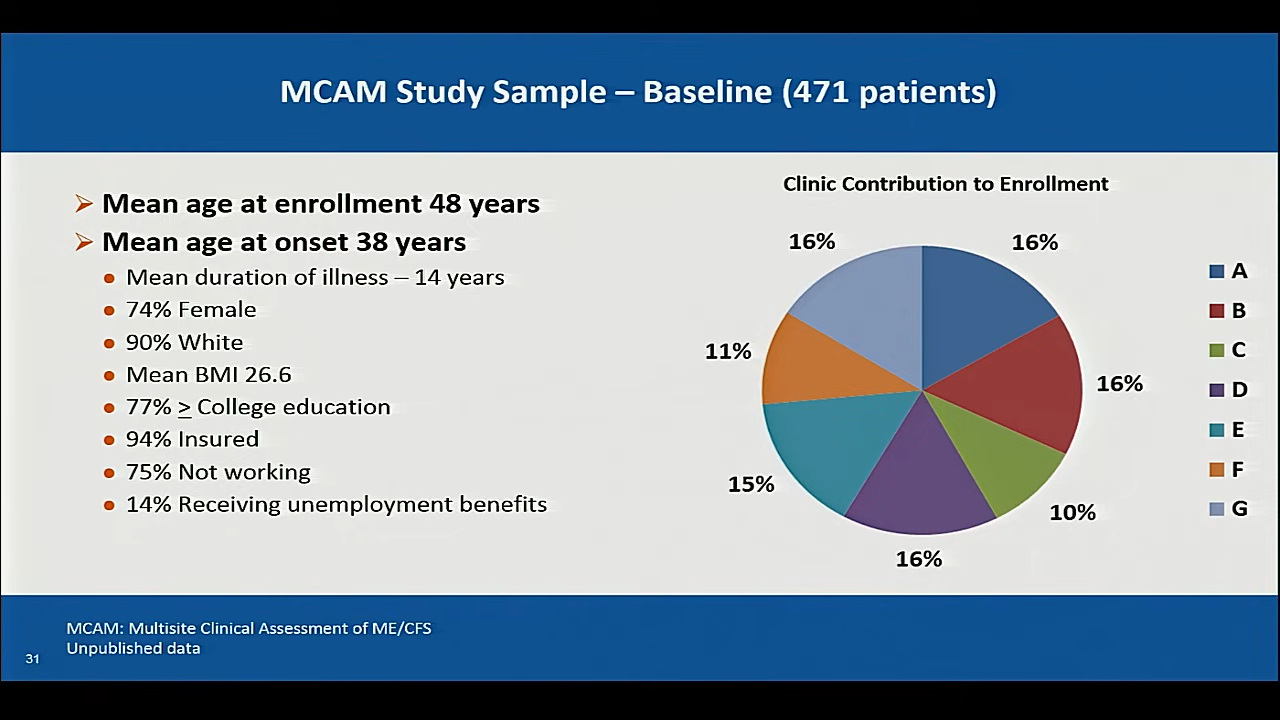 MCAM Study Sample – Baseline (471 patients)
Mean age at enrollment 48 years
Mean age at onset 38 years
Mean duration of illness – 14 years
74% Female
90% White
Mean BMI 26.6
77% ≥ College education
94% Insured
75% Not working
14% Receiving unemployment benefits
Clinic Contribution to Enrollment
16%
16%
16%
11%
15%
10%
16%
A
B
C
D
E
F
G
MCAM: Multisite Clinical Assessment of ME/CFS
Unpublished data
31